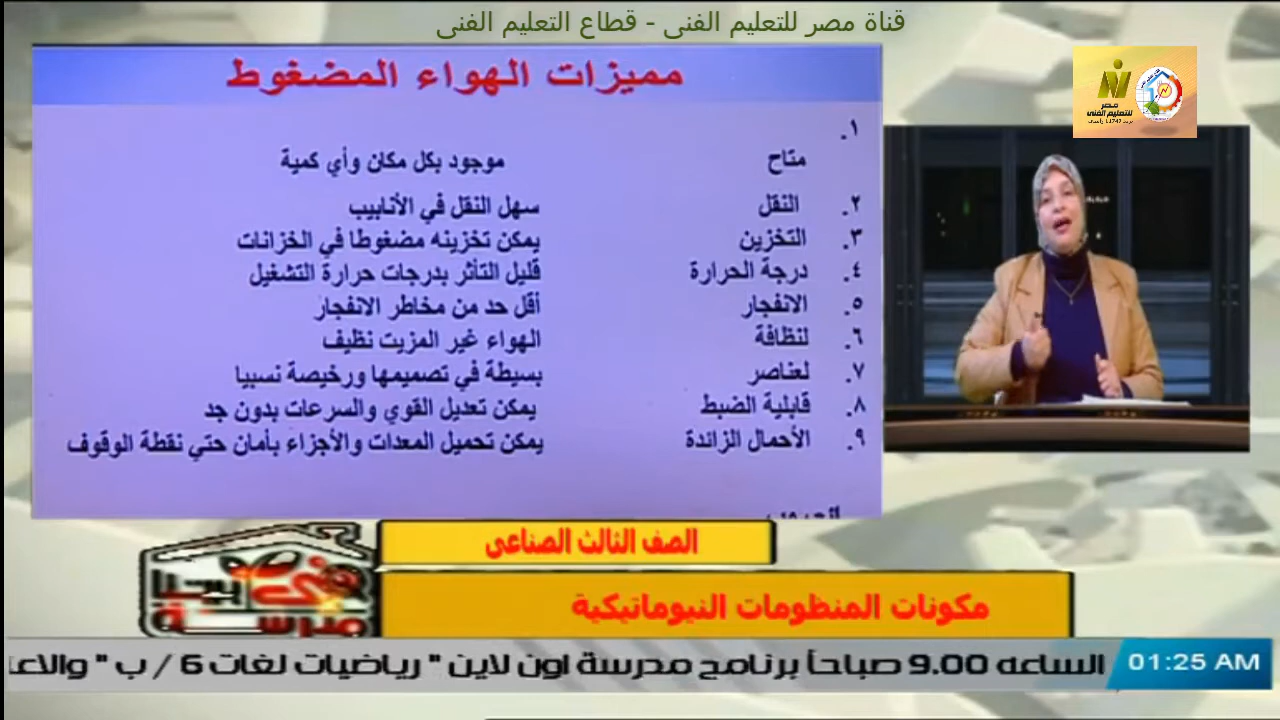 قناة مصر للتعليم الفنى - قطاع التعليم الفنى
مميزات الهواء المضغوط
١.
متاح موجود بكل مكان وأي كمية
٢. النقل سهل النقل في الأنابيب
٣. التخزين يمكن تخزينه مضغوطا في الخزانات
٤. درجة الحرارة قليل التأثر بدرجات حرارة التشغيل
٥. الانفجار أقل حد من مخاطر الانفجار
٦. لنظافة الهواء غير المزيت نظيف
٧. لعناصر بسيطة في تصميمها ورخيصة نسبيا
٨. قابلية الضبط يمكن تعديل القوي والسرعات بدون جد
٩. الأحمال الزائدة يمكن تحميل المعدات والأجزاء بأمان حتي نقطة الوقوف
مصر
للتعليم الفنى
الصف الثالث الصناعى
مكونات المنظومات النيوماتيكية
01:25 AM
الساعه 9.00 صباحاً برنامج مدرسة اون لاين " رياضيات لغات 6 / ب " والاعـ